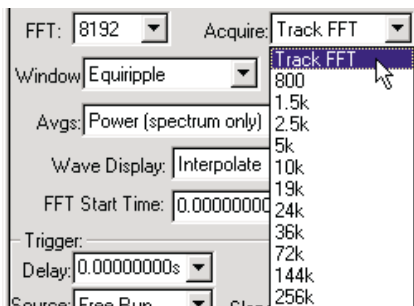 FFT: 8192 Acquire: Track FFT
Track FFT
Window Equiripple 800
1.5k
Avgs: Power (spectrum only) 2.5k
5k
Wave Display: Interpolate 10k
19k
FFT Start Time: 0.00000000 24k
36k
Trigger: 72k
Delay: 0.00000000s 144k
Source: Free Run 256k